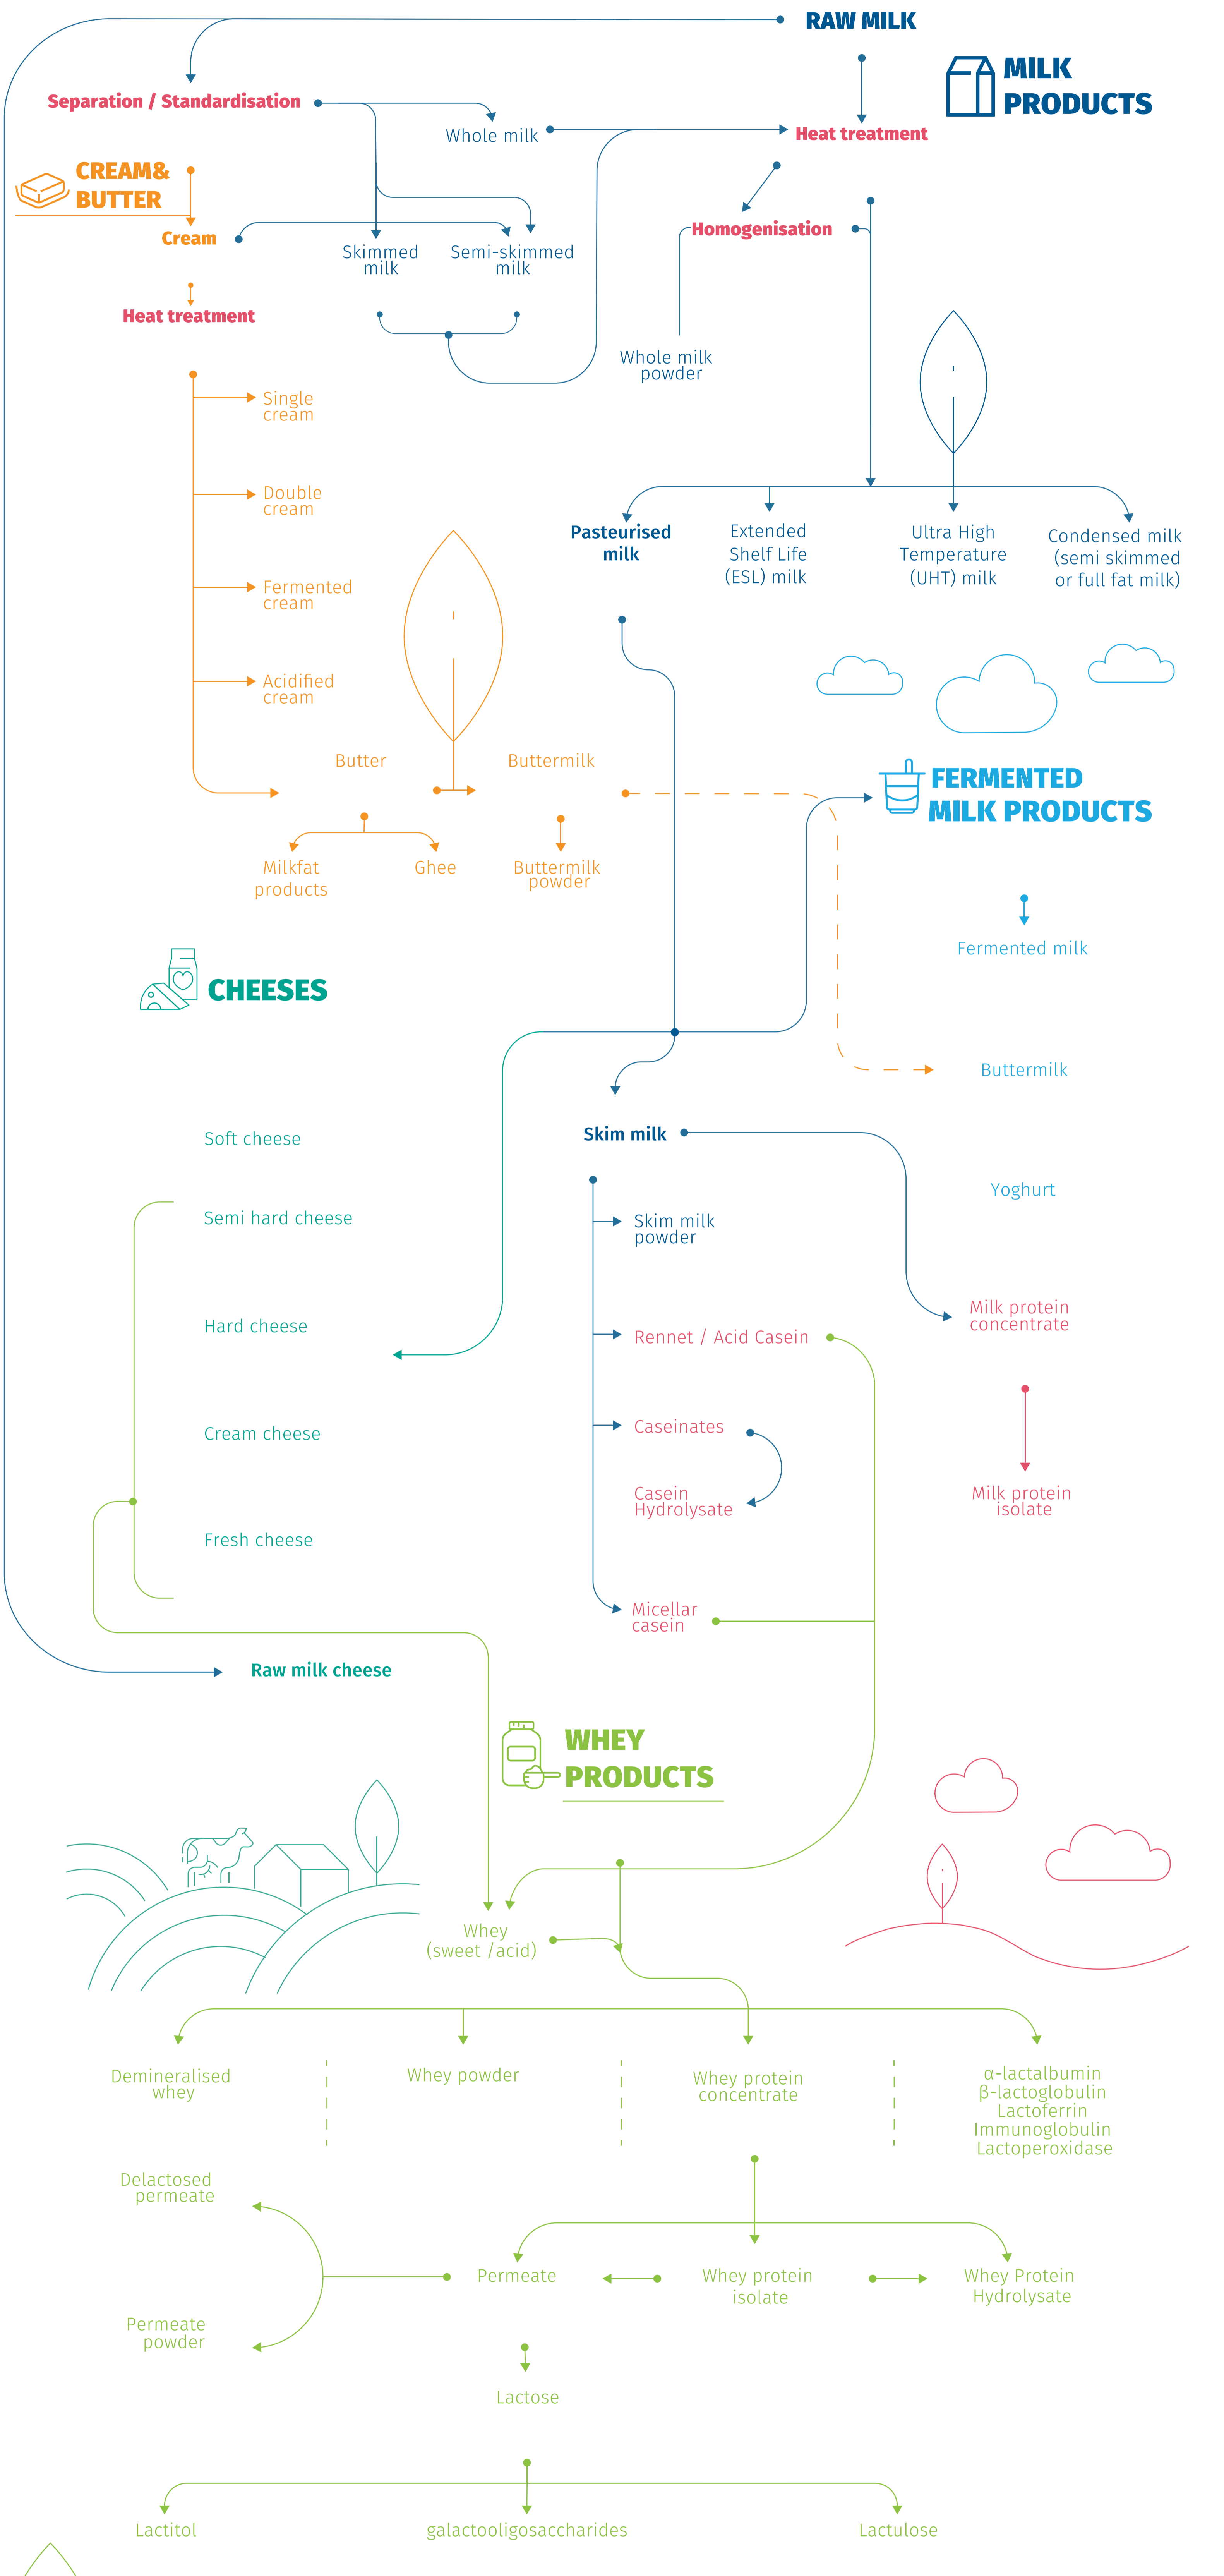 RAW MILK
MILK
PRODUCTS
Separation / Standardisation
Whole milk
Heat treatment
CREAM&
BUTTER
Cream
Homogenisation
Skimmed
milk
Semi-skimmed
milk
Heat treatment
Whole milk
powder
Single
cream
Double
cream
Pasteurised
milk
Extended
Shelf Life
(ESL) milk
Ultra High
Temperature
(UHT) milk
Condensed milk
(semi skimmed
or full fat milk)
Fermented
cream
Acidified
cream
Butter
Buttermilk
FERMENTED
MILK PRODUCTS
Milkfat
products
Ghee
Buttermilk
powder
Fermented milk
CHEESES
Buttermilk
Soft cheese
Skim milk
Yoghurt
Semi hard cheese
Skim milk
powder
Hard cheese
Rennet / Acid Casein
Milk protein
concentrate
Cream cheese
Caseinates
Casein
Hydrolysate
Milk protein
isolate
Fresh cheese
Micellar
casein
Raw milk cheese
WHEY
PRODUCTS
Whey
(sweet /acid)
Demineralised
whey
Whey powder
Whey protein
concentrate
α-lactalbumin
β-lactoglobulin
Lactoferrin
Immunoglobulin
Lactoperoxidase
Delactosed
permeate
Permeate
Whey protein
isolate
Whey Protein
Hydrolysate
Permeate
powder
Lactose
Lactitol
galactooligosaccharides
Lactulose